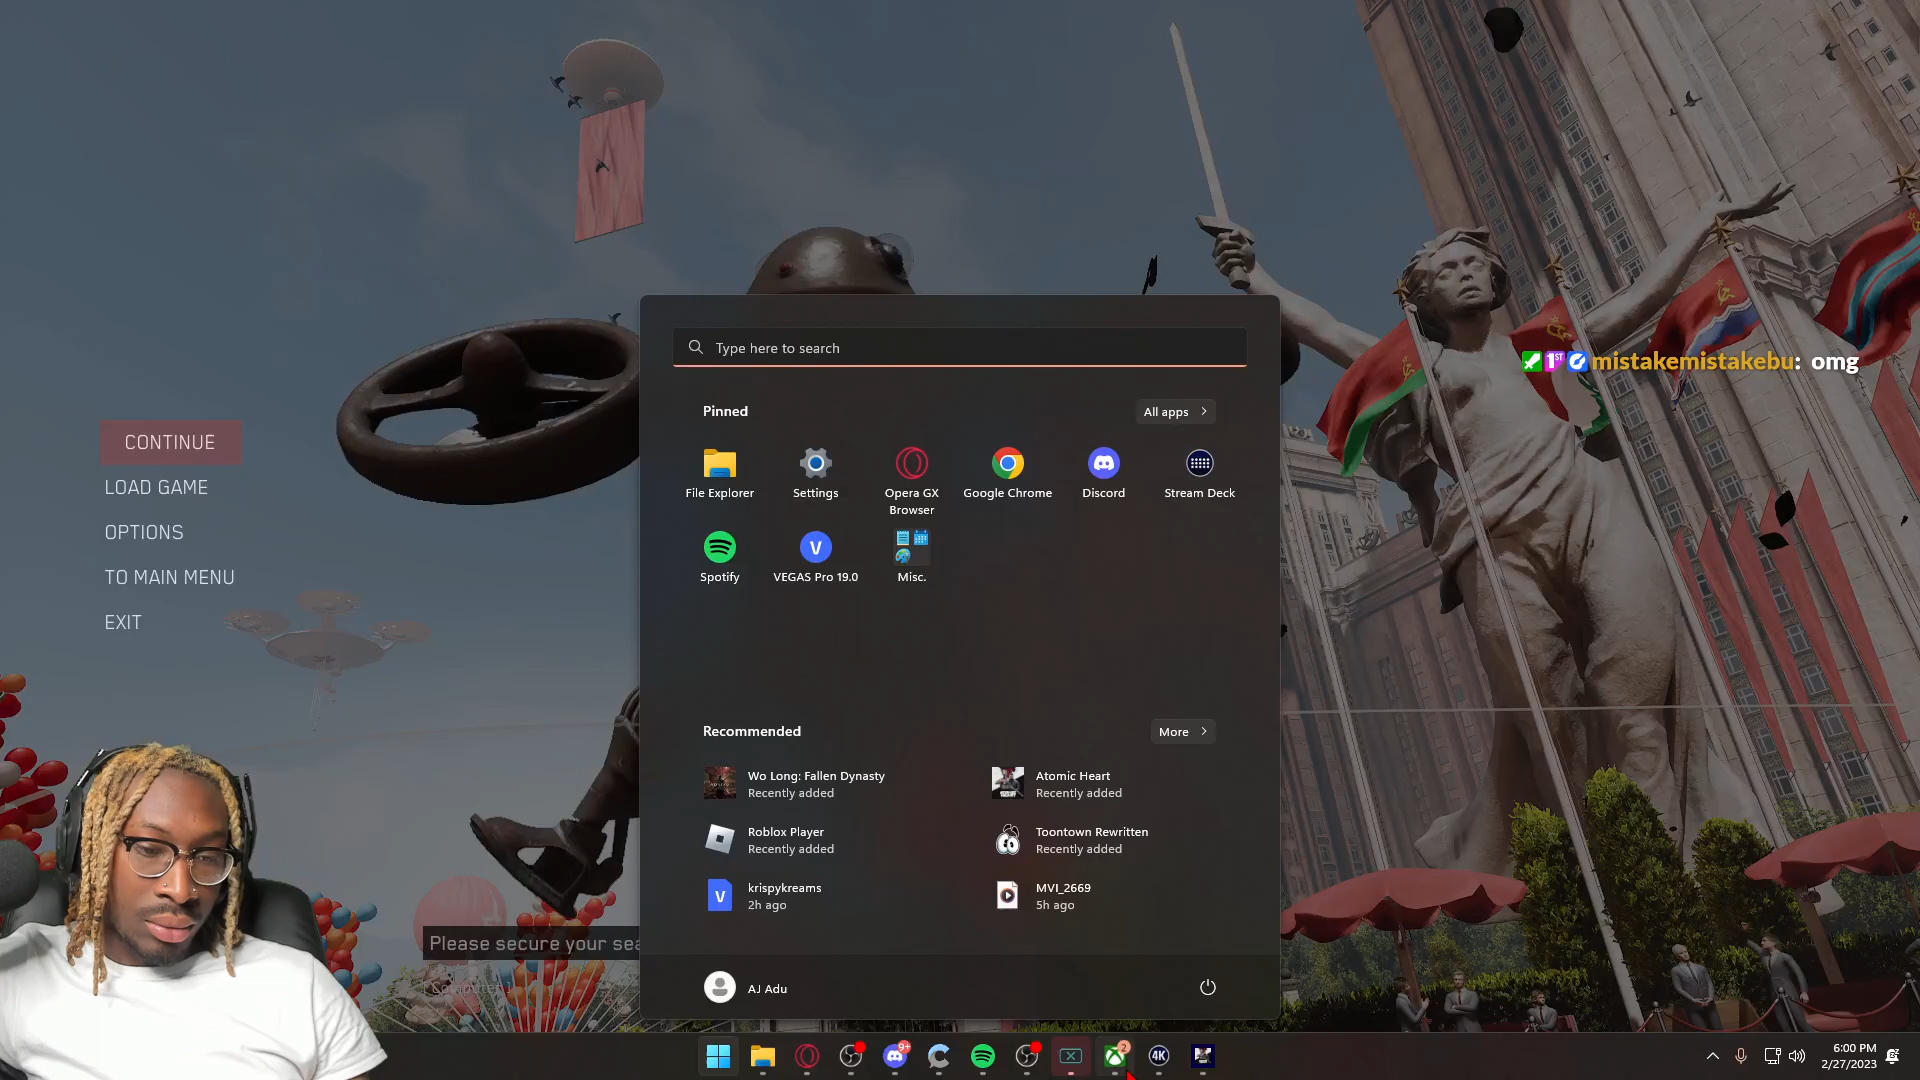 Type here to search
mistakemistakebu: omg
Pinned
All apps
CONTINUE
LOAD GAME
OPTIONS
TO MAIN MENU
EXIT
File Explorer
Settings
Opera GX
Browser
Google Chrome
Discord
Stream Deck
Spotify
VEGAS Pro 19.0
Misc.
Recommended
More
Wo Long: Fallen Dynasty
Recently added
Atomic Heart
Recently added
Roblox Player
Recently added
Toontown Rewritten
Recently added
krispykreams
2h ago
MVI_2669
5h ago
Please secure your sea
AJ Adu
9+
2
4K
6:00 PM
2/27/2023